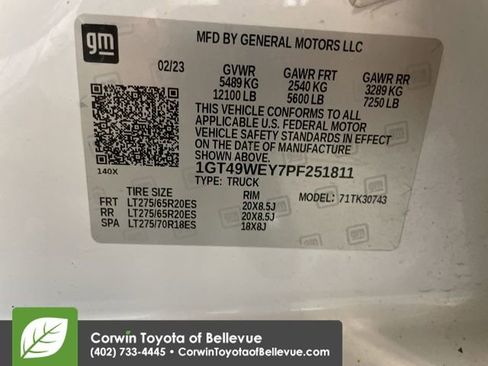 gm
MFD BY GENERAL MOTORS LLC
02/23 GVWR GAWR FRT GAWR RR
5489 KG 2540 KG 3289 KG
12100 LB 5600 LB 7250 LB
THIS VEHICLE CONFORMS TO ALL
APPLICABLE U.S. FEDERAL MOTOR
VEHICLE SAFETY STANDARDS IN EFFECT
ON THE DATE OF MANUFACTURE
140X 1GT49WEY7PF251811
TYPE: TRUCK
TIRE SIZE RIM MODEL: 71TK30743
FRT LT275/65R20ES 20X8.5J
RR LT275/65R20ES 20X8.5J
SPA LT275/70R18ES 18X8J
Corwin Toyota of Bellevue
(402) 733-4445 • CorwinToyotaofBellevue.com